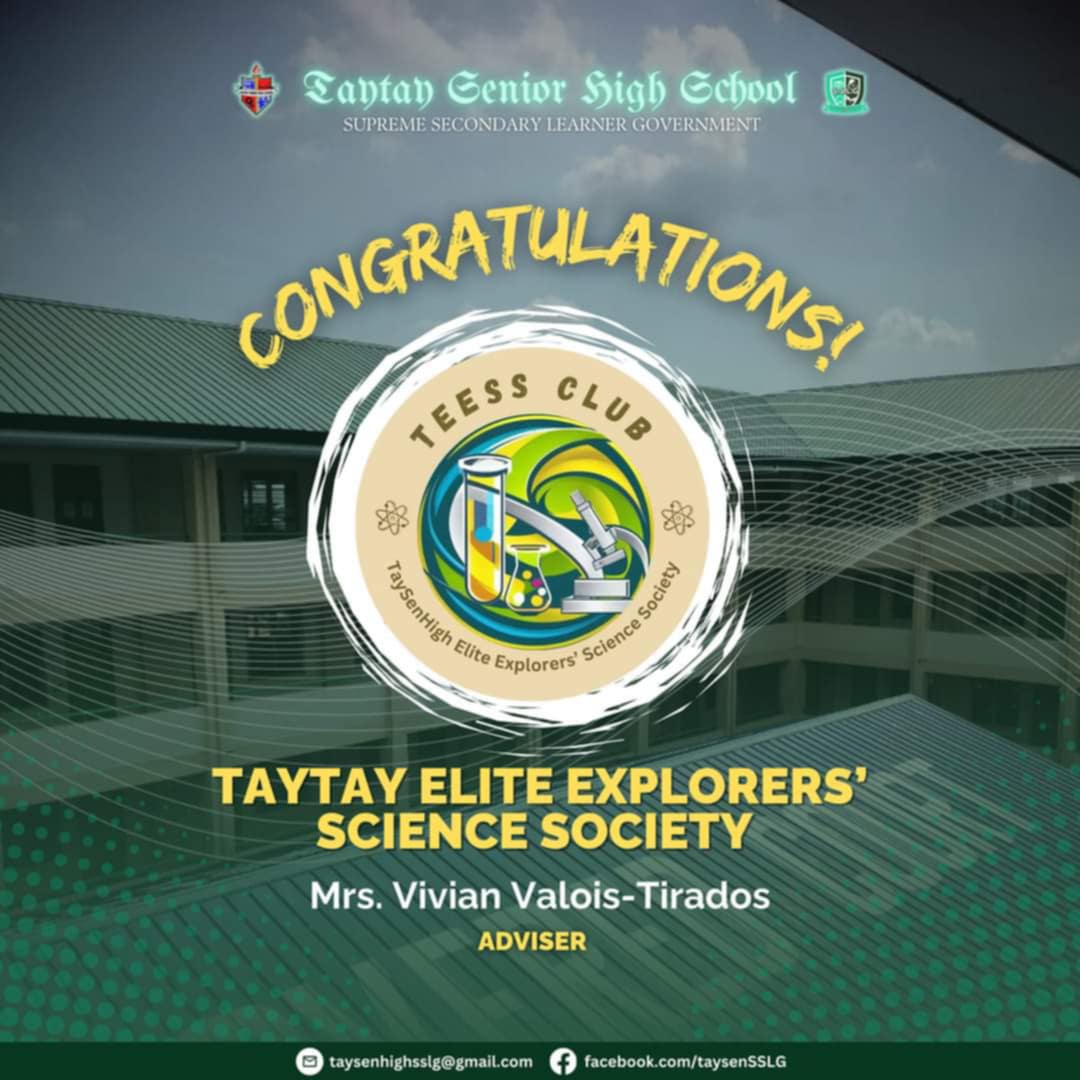 Taytay Senior High School
SUPREME SECONDARY LEARNER GOVERNMENT
CONGRATULATIONS!
TEESS CLUB
TaySenHigh Elite Explorers' Science Society
TAYTAY ELITE EXPLORERS'
SCIENCE SOCIETY
Mrs. Vivian Valois-Tirados
ADVISER
taysenhighsslg@gmail.com
facebook.com/taysenSSLG